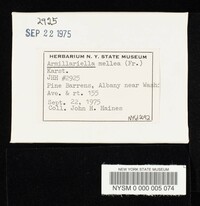 2925
SEP 22 1975
HERBARIUM N. Y. STATE MUSEUM
Armillariella mellea (Fr.)
Karst.
JHH #2925
Pine Barrens, Albany near Wash.
Ave. & rt. 155
Sept. 22, 1975
Coll. John H. Haines
NEW YORK STATE MUSEUM
NYSM 0 000 005 074